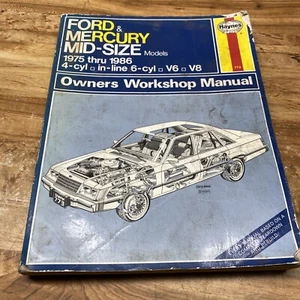 FORD &
MERCURY
MID-SIZE Models
1975 thru 1986
4-cyl □ in-line 6-cyl □ V6 □ V8
Haynes
Owners Workshop Manual
773